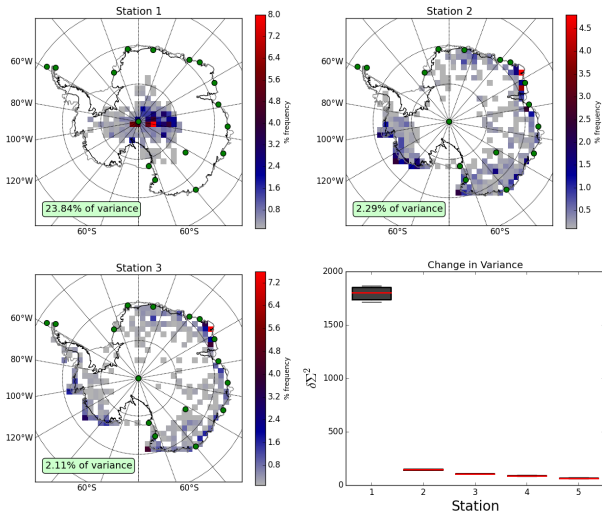 Station 1
60°W
80°W
100°W
120°W
60°S
60°S
23.84% of variance
8.0
7.2
6.4
5.6
4.8
4.0
3.2
2.4
1.6
0.8
% frequency
Station 2
60°W
80°W
100°W
120°W
60°S
60°S
2.29% of variance
4.5
4.0
3.5
3.0
2.5
2.0
1.5
1.0
0.5
% frequency
Station 3
60°W
80°W
100°W
120°W
60°S
60°S
2.11% of variance
7.2
6.4
5.6
4.8
4.0
3.2
2.4
1.6
0.8
% frequency
Change in Variance
2000
1500
1000
500
0
δΣ²
1 2 3 4 5
Station